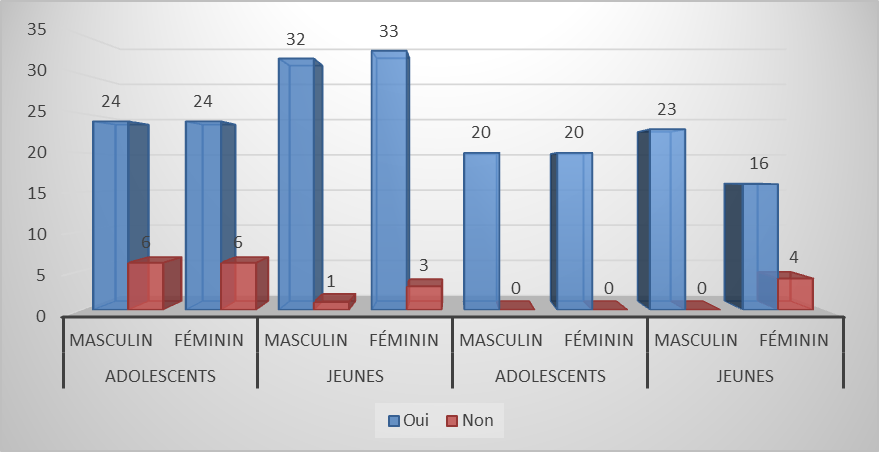 35
30
25
20
15
10
5
0
24 24 32 33 20 20 23 16
6 6 1 3 0 0 0 4
MASCULIN FÉMININ MASCULIN FÉMININ MASCULIN FÉMININ MASCULIN FÉMININ
ADOLESCENTS JEUNES ADOLESCENTS JEUNES
Oui Non